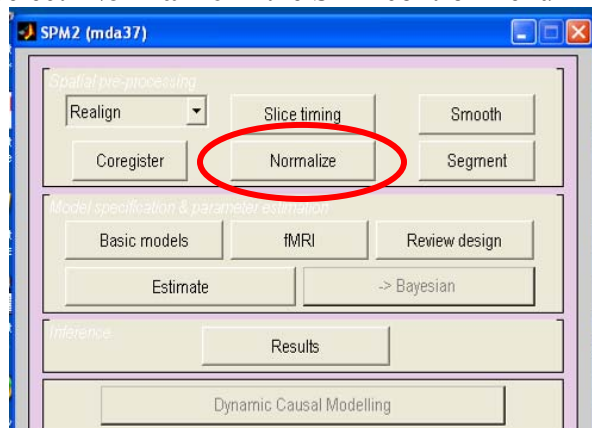 SPM2 (mda37)
Spatial pre-processing
Realign Slice timing Smooth
Coregister Normalize Segment
Model specification & parameter estimation
Basic models fMRI Review design
Estimate -> Bayesian
Inference
Results
Dynamic Causal Modelling